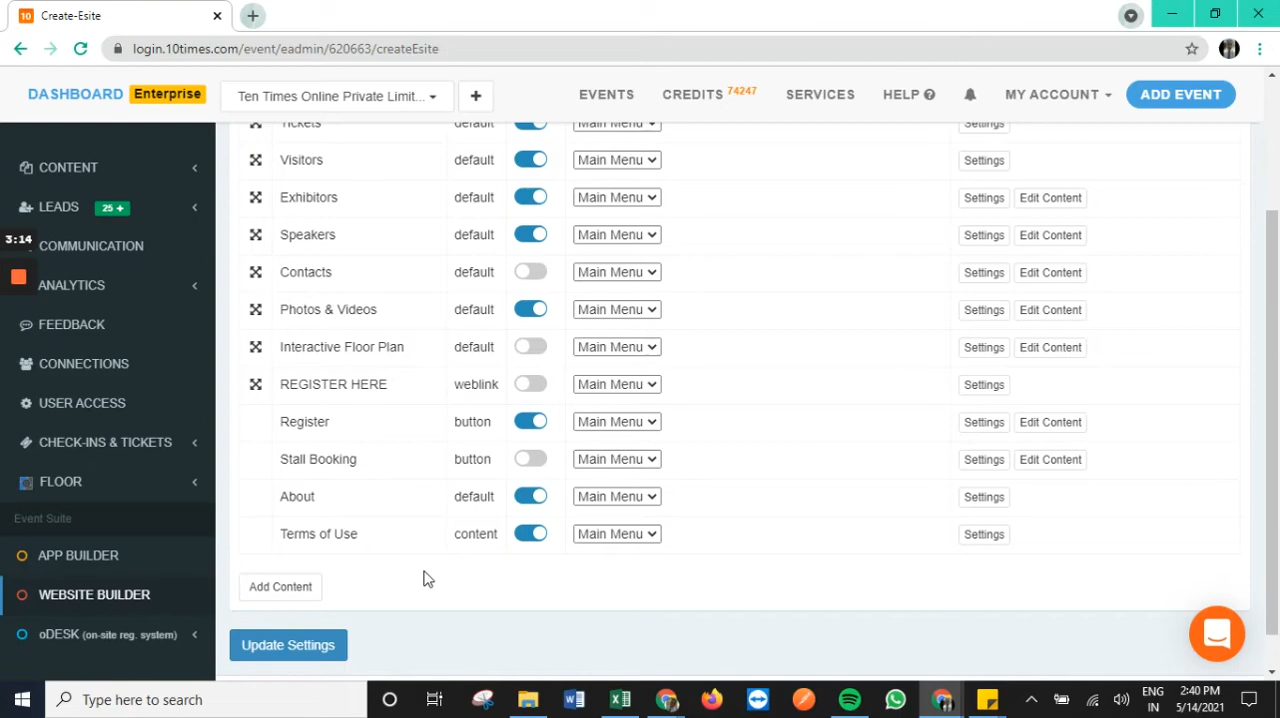 10 Create-Esite
login.10times.com/event/eadmin/620663/createEsite
DASHBOARD Enterprise Ten Times Online Private Limit... EVENTS CREDITS 74247 SERVICES HELP MY ACCOUNT ADD EVENT
CONTENT
LEADS 25 +
3:14
COMMUNICATION
ANALYTICS
FEEDBACK
CONNECTIONS
USER ACCESS
CHECK-INS & TICKETS
FLOOR
Event Suite
APP BUILDER
WEBSITE BUILDER
oDESK (on-site reg. system)
Tickets default Main Menu Settings
Visitors default Main Menu Settings
Exhibitors default Main Menu Settings Edit Content
Speakers default Main Menu Settings Edit Content
Contacts default Main Menu Settings Edit Content
Photos & Videos default Main Menu Settings Edit Content
Interactive Floor Plan default Main Menu Settings Edit Content
REGISTER HERE weblink Main Menu Settings
Register button Main Menu Settings Edit Content
Stall Booking button Main Menu Settings Edit Content
About default Main Menu Settings
Terms of Use content Main Menu Settings
Add Content
Update Settings
Type here to search
ENG 2:40 PM
IN 5/14/2021